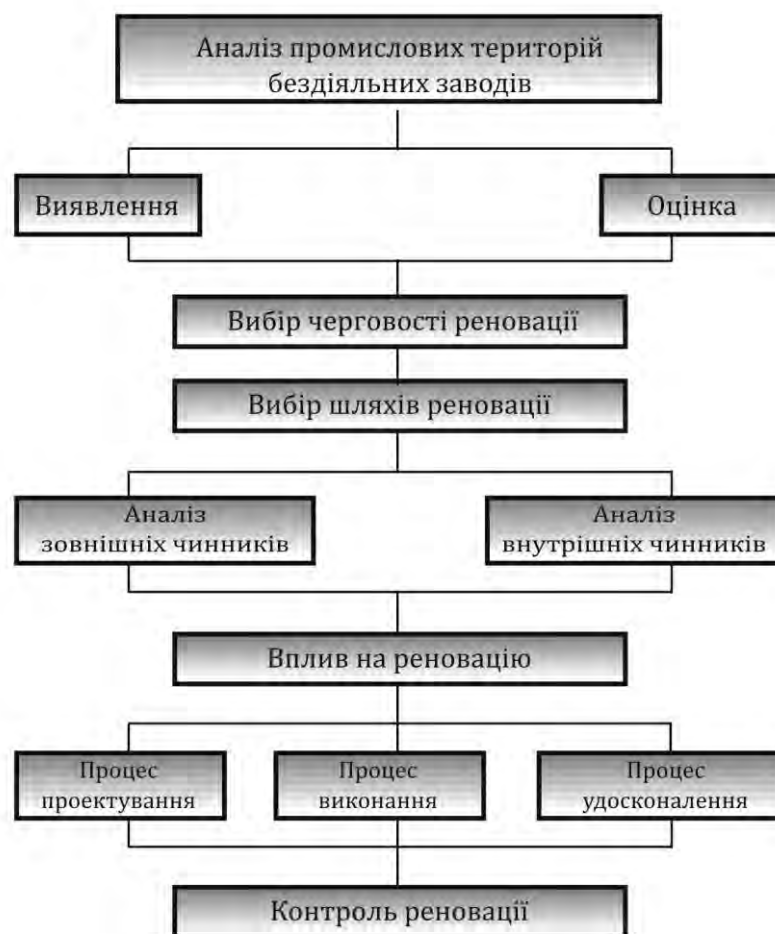 Аналіз промислових територій
бездіяльних заводів
Виявлення
Оцінка
Вибір черговості реновації
Вибір шляхів реновації
Аналіз
зовнішніх чинників
Аналіз
внутрішніх чинників
Вплив на реновацію
Процес
проектування
Процес
виконання
Процес
удосконалення
Контроль реновації